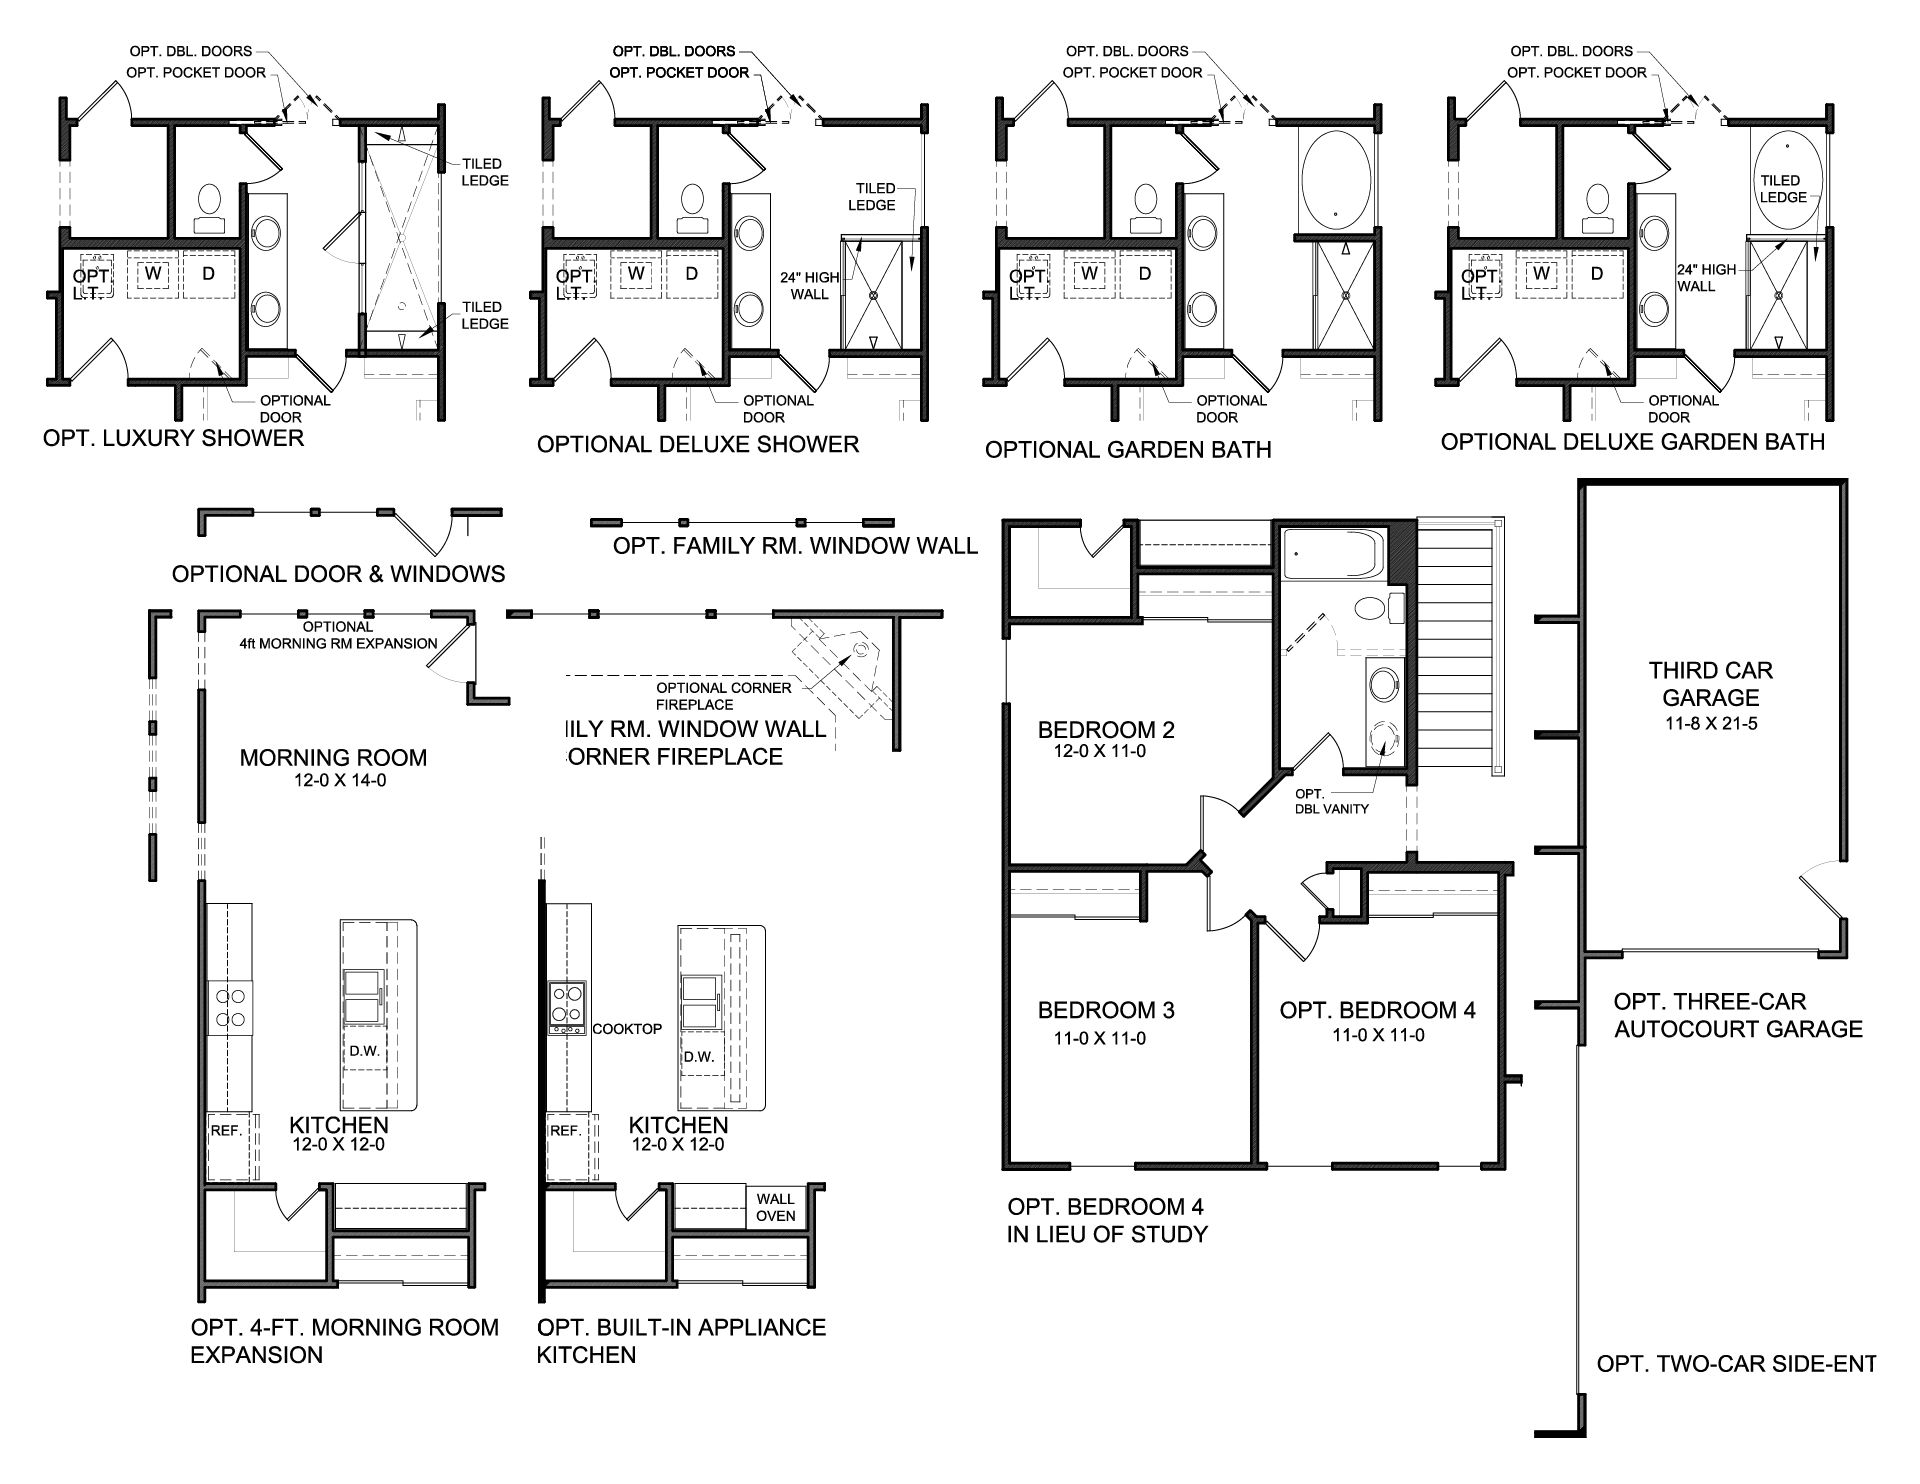 OPT. DBL. DOORS
OPT. POCKET DOOR
TILED
LEDGE
OPT
L.T.
W
D
TILED
LEDGE
OPTIONAL
DOOR
OPT. LUXURY SHOWER
OPT. DBL. DOORS
OPT. POCKET DOOR
TILED
LEDGE
OPT
L.T.
W
D
24" HIGH
WALL
OPTIONAL
DOOR
OPTIONAL DELUXE SHOWER
OPT. DBL. DOORS
OPT. POCKET DOOR
OPT
L.T.
W
D
OPTIONAL
DOOR
OPTIONAL GARDEN BATH
OPT. DBL. DOORS
OPT. POCKET DOOR
TILED
LEDGE
OPT
L.T.
W
D
24" HIGH
WALL
OPTIONAL
DOOR
OPTIONAL DELUXE GARDEN BATH
OPTIONAL DOOR & WINDOWS
OPT. FAMILY RM. WINDOW WALL
OPTIONAL
4ft MORNING RM EXPANSION
OPTIONAL CORNER
FIREPLACE
ILY RM. WINDOW WALL
ORNER FIREPLACE
MORNING ROOM
12-0 X 14-0
D.W.
REF.
KITCHEN
12-0 X 12-0
OPT. 4-FT. MORNING ROOM
EXPANSION
COOKTOP
D.W.
REF.
KITCHEN
12-0 X 12-0
WALL
OVEN
OPT. BUILT-IN APPLIANCE
KITCHEN
BEDROOM 2
12-0 X 11-0
OPT.
DBL VANITY
BEDROOM 3
11-0 X 11-0
OPT. BEDROOM 4
11-0 X 11-0
OPT. BEDROOM 4
IN LIEU OF STUDY
THIRD CAR
GARAGE
11-8 X 21-5
OPT. THREE-CAR
AUTOCOURT GARAGE
OPT. TWO-CAR SIDE-ENT